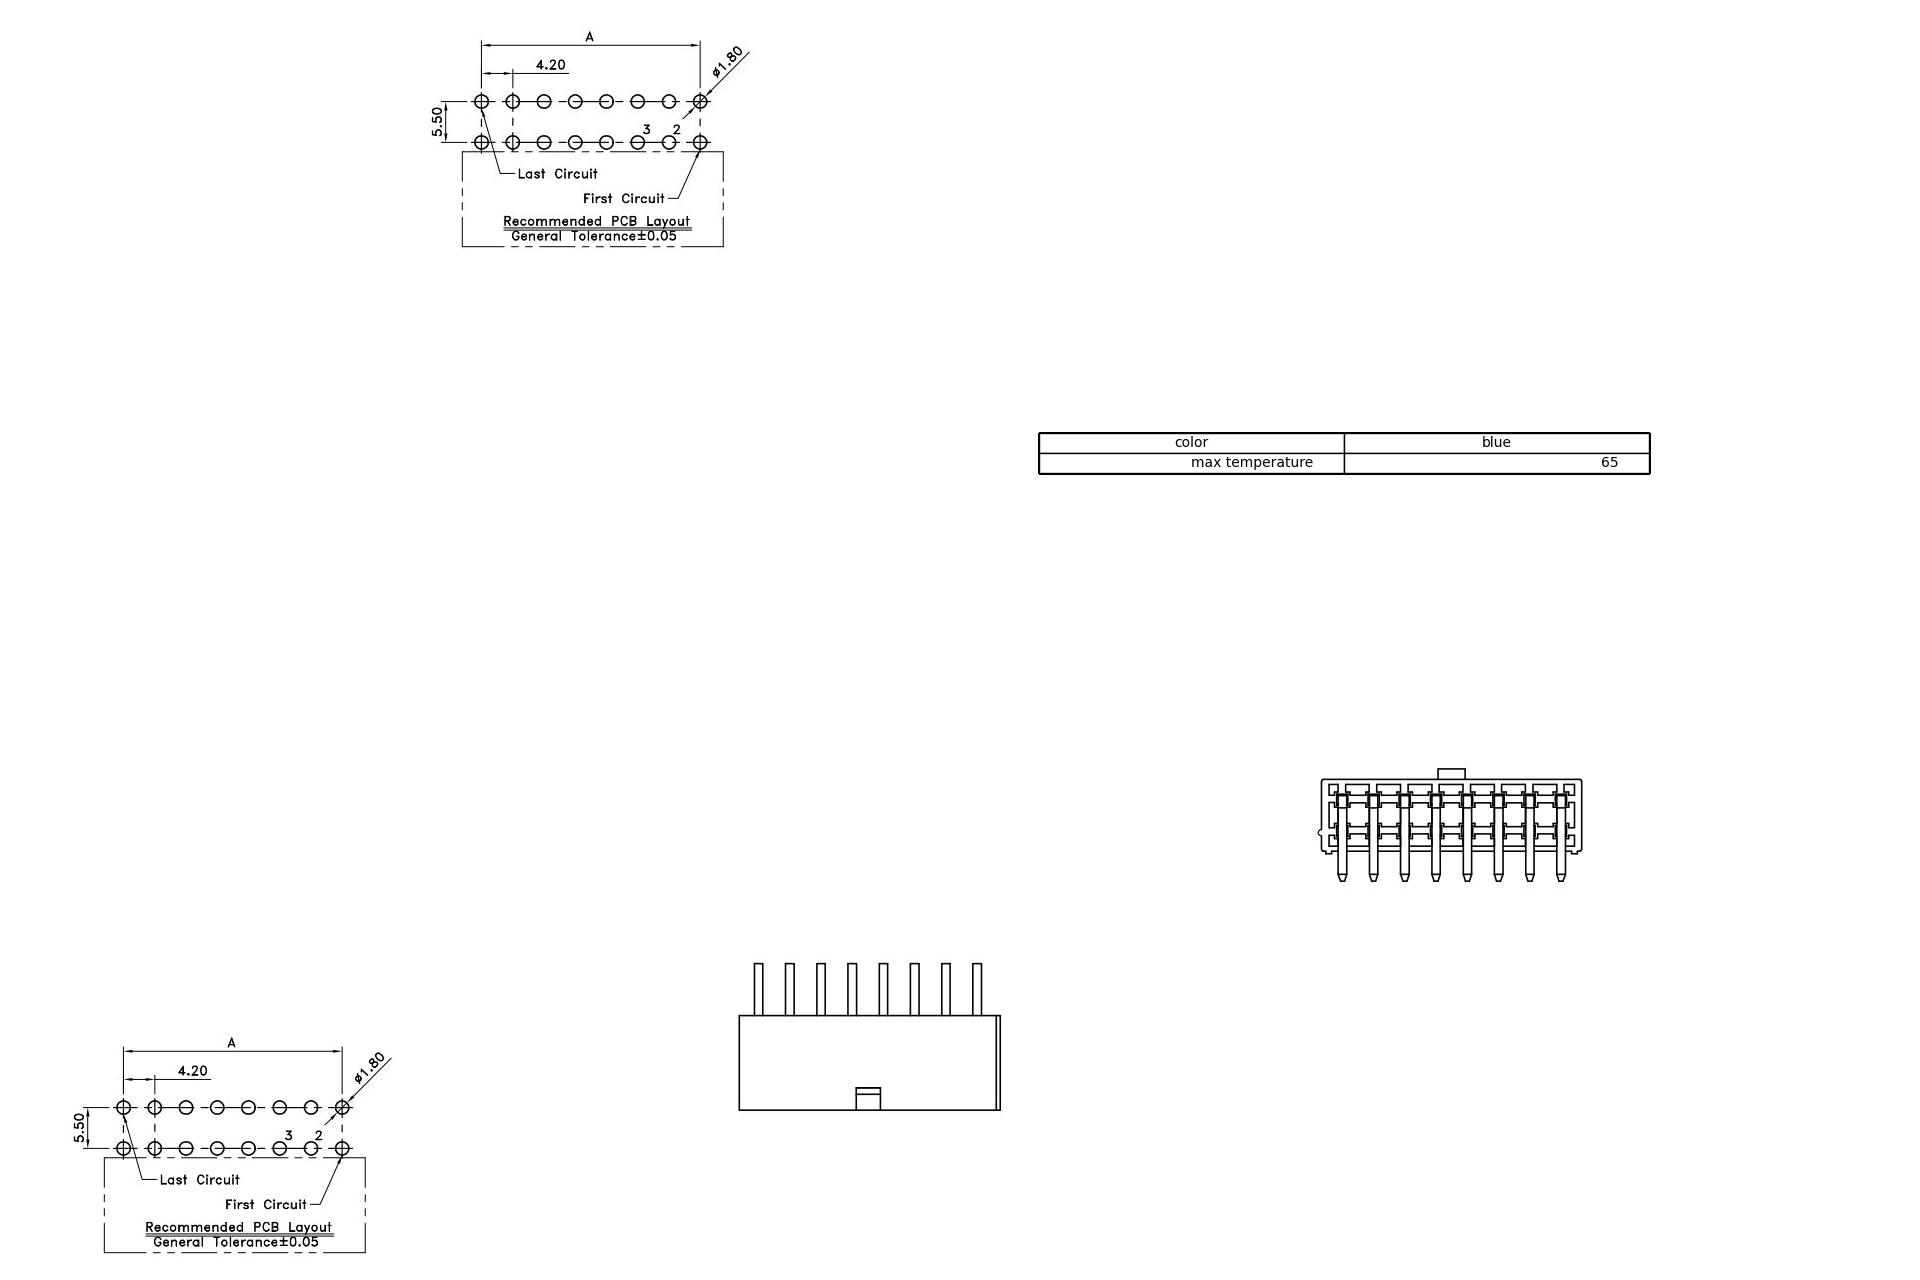 A
4.20
ø1.80
5.50
3 2
Last Circuit
First Circuit
Recommended PCB Layout
General Tolerance±0.05
color blue
max temperature 65
A
4.20
ø1.80
5.50
3 2
Last Circuit
First Circuit
Recommended PCB Layout
General Tolerance±0.05